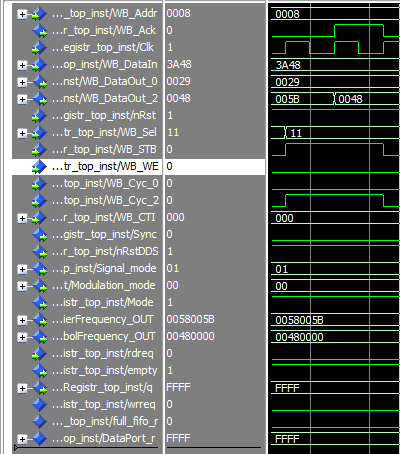 ..._top_inst/WB_Addr 0008 0008
...r_top_inst/WB_Ack 0
...egistr_top_inst/Clk 1
...op_inst/WB_DataIn 3A48 3A48
...nst/WB_DataOut_0 0029 0029
...nst/WB_DataOut_2 0048 005B 0048
...gistr_top_inst/nRst 1
...tr_top_inst/WB_Sel 11 11
...r_top_inst/WB_STB 0
...tr_top_inst/WB_WE 0
...top_inst/WB_Cyc_0 0
...top_inst/WB_Cyc_2 0
...r_top_inst/WB_CTI 000 000
...gistr_top_inst/Sync 0
...r_top_inst/nRstDDS 1
...p_inst/Signal_mode 01 01
...t/Modulation_mode 00 00
...istr_top_inst/Mode 1
...ierFrequency_OUT 0058005B 0058005B
...bolFrequency_OUT 00480000 00480000
...istr_top_inst/rdreq 0
...istr_top_inst/empty 1
...Registr_top_inst/q FFFF FFFF
...istr_top_inst/wrreq 0
..._top_inst/full_fifo_r 0
...op_inst/DataPort_r FFFF FFFF